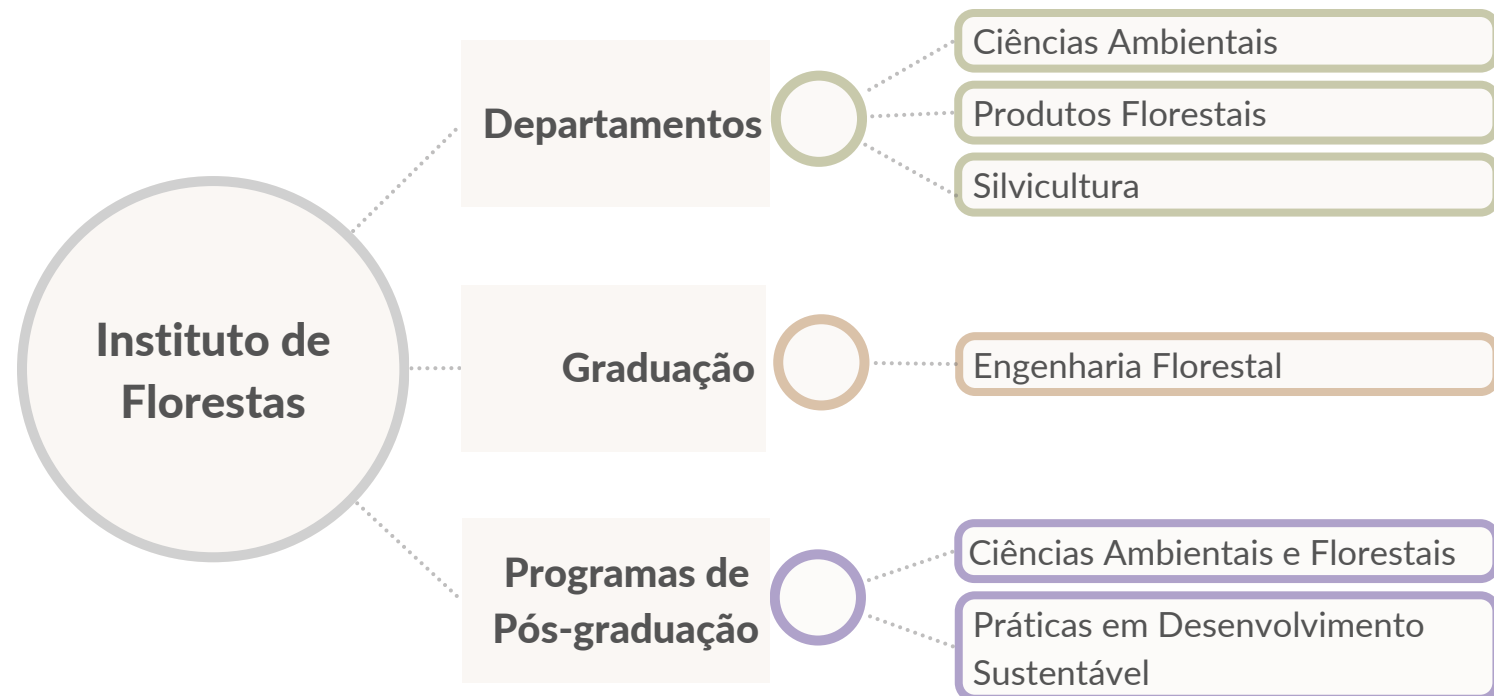 Instituto de
Florestas
Departamentos
Ciências Ambientais
Produtos Florestais
Silvicultura
Graduação
Engenharia Florestal
Programas de
Pós-graduação
Ciências Ambientais e Florestais
Práticas em Desenvolvimento
Sustentável